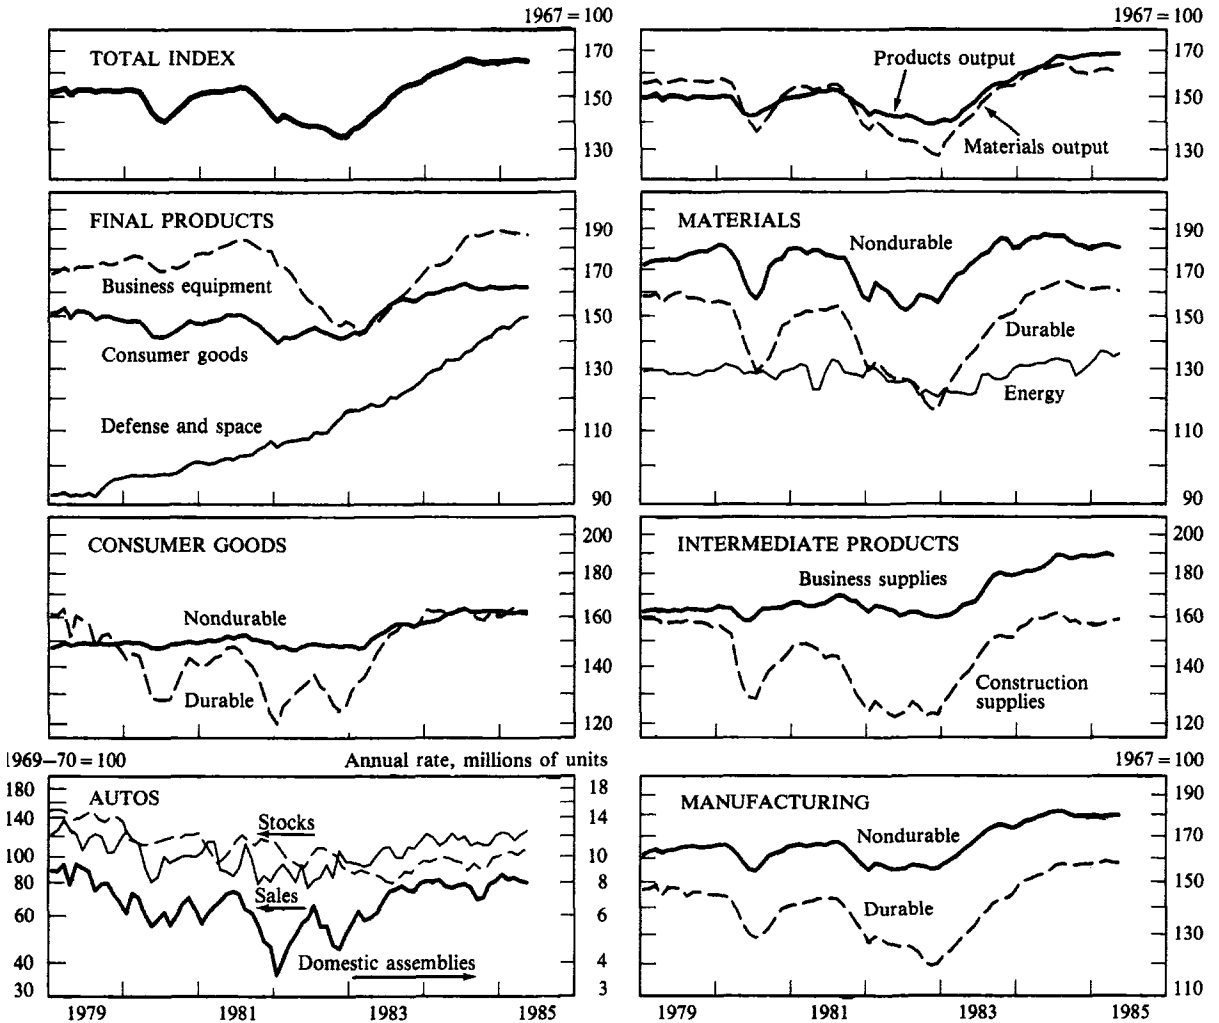 1967=100
TOTAL INDEX
170
150
130
1967=100
Products output
Materials output
170
150
130
FINAL PRODUCTS
Business equipment
Consumer goods
Defense and space
190
170
150
130
110
90
MATERIALS
Nondurable
Durable
Energy
190
170
150
130
110
90
CONSUMER GOODS
Nondurable
Durable
200
180
160
140
120
INTERMEDIATE PRODUCTS
Business supplies
Construction
supplies
200
180
160
140
120
1969–70=100 Annual rate, millions of units
AUTOS
Stocks
Sales
Domestic assemblies
180
140
100
80
60
40
30
18
14
10
8
6
4
3
1979 1981 1983 1985
1967=100
MANUFACTURING
Nondurable
Durable
190
170
150
130
110
1979 1981 1983 1985